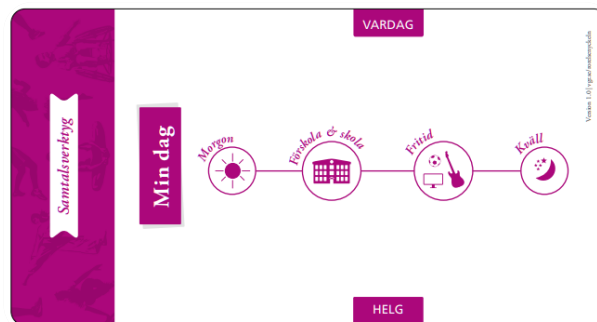 VARDAG
Samtalsverktyg
Min dag
Morgon
Förskola & skola
Fritid
Kväll
HELG